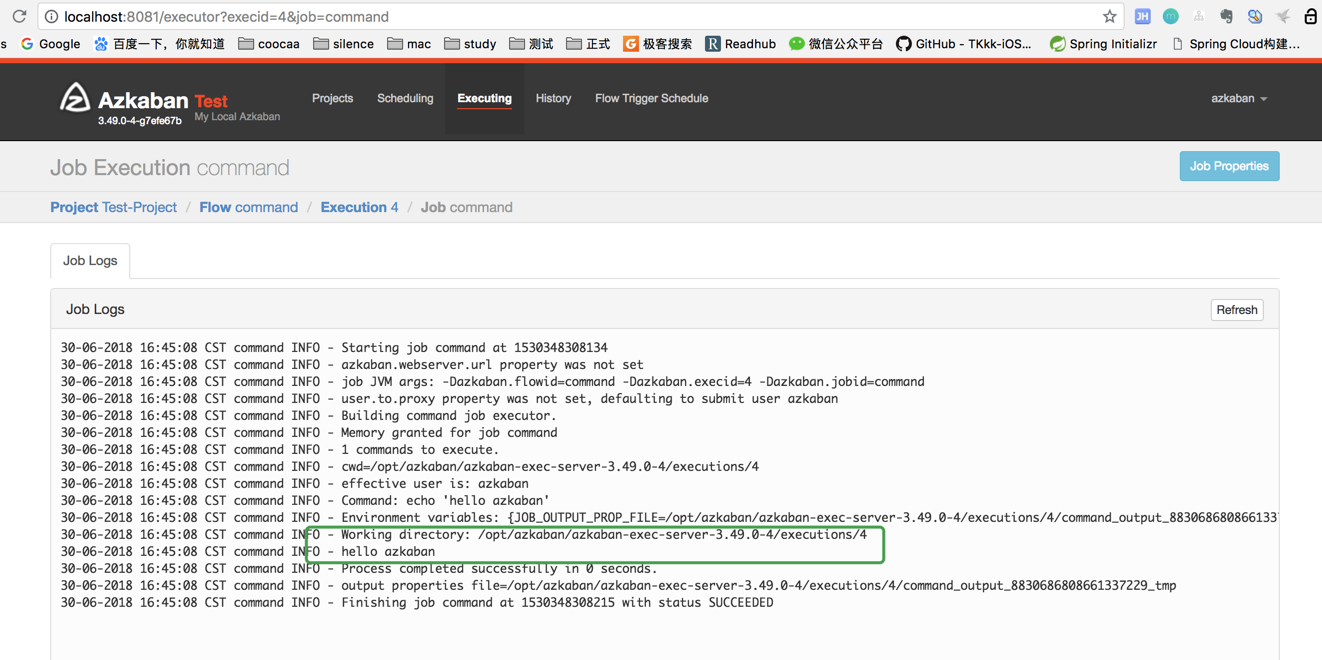 localhost:8081/executor?execid=4&job=command
s Google 百度一下，你就知道 coocaa silence mac study 测试 正式 极客搜索 Readhub 微信公众平台 GitHub - TKkk-iOS... Spring Initializr Spring Cloud构建...
Azkaban Test
3.49.0-4-g7efe67b My Local Azkaban
Projects Scheduling Executing History Flow Trigger Schedule azkaban
Job Execution command
Job Properties
Project Test-Project / Flow command / Execution 4 / Job command
Job Logs
Job Logs
Refresh
30-06-2018 16:45:08 CST command INFO - Starting job command at 1530348308134
30-06-2018 16:45:08 CST command INFO - azkaban.webserver.url property was not set
30-06-2018 16:45:08 CST command INFO - job JVM args: -Dazkaban.flowid=command -Dazkaban.execid=4 -Dazkaban.jobid=command
30-06-2018 16:45:08 CST command INFO - user.to.proxy property was not set, defaulting to submit user azkaban
30-06-2018 16:45:08 CST command INFO - Building command job executor.
30-06-2018 16:45:08 CST command INFO - Memory granted for job command
30-06-2018 16:45:08 CST command INFO - 1 commands to execute.
30-06-2018 16:45:08 CST command INFO - cwd=/opt/azkaban/azkaban-exec-server-3.49.0-4/executions/4
30-06-2018 16:45:08 CST command INFO - effective user is: azkaban
30-06-2018 16:45:08 CST command INFO - Command: echo 'hello azkaban'
30-06-2018 16:45:08 CST command INFO - Environment variables: {JOB_OUTPUT_PROP_FILE=/opt/azkaban/azkaban-exec-server-3.49.0-4/executions/4/command_output_8830686808661337
30-06-2018 16:45:08 CST command INFO - Working directory: /opt/azkaban/azkaban-exec-server-3.49.0-4/executions/4
30-06-2018 16:45:08 CST command INFO - hello azkaban
30-06-2018 16:45:08 CST command INFO - Process completed successfully in 0 seconds.
30-06-2018 16:45:08 CST command INFO - output properties file=/opt/azkaban/azkaban-exec-server-3.49.0-4/executions/4/command_output_8830686808661337229_tmp
30-06-2018 16:45:08 CST command INFO - Finishing job command at 1530348308215 with status SUCCEEDED